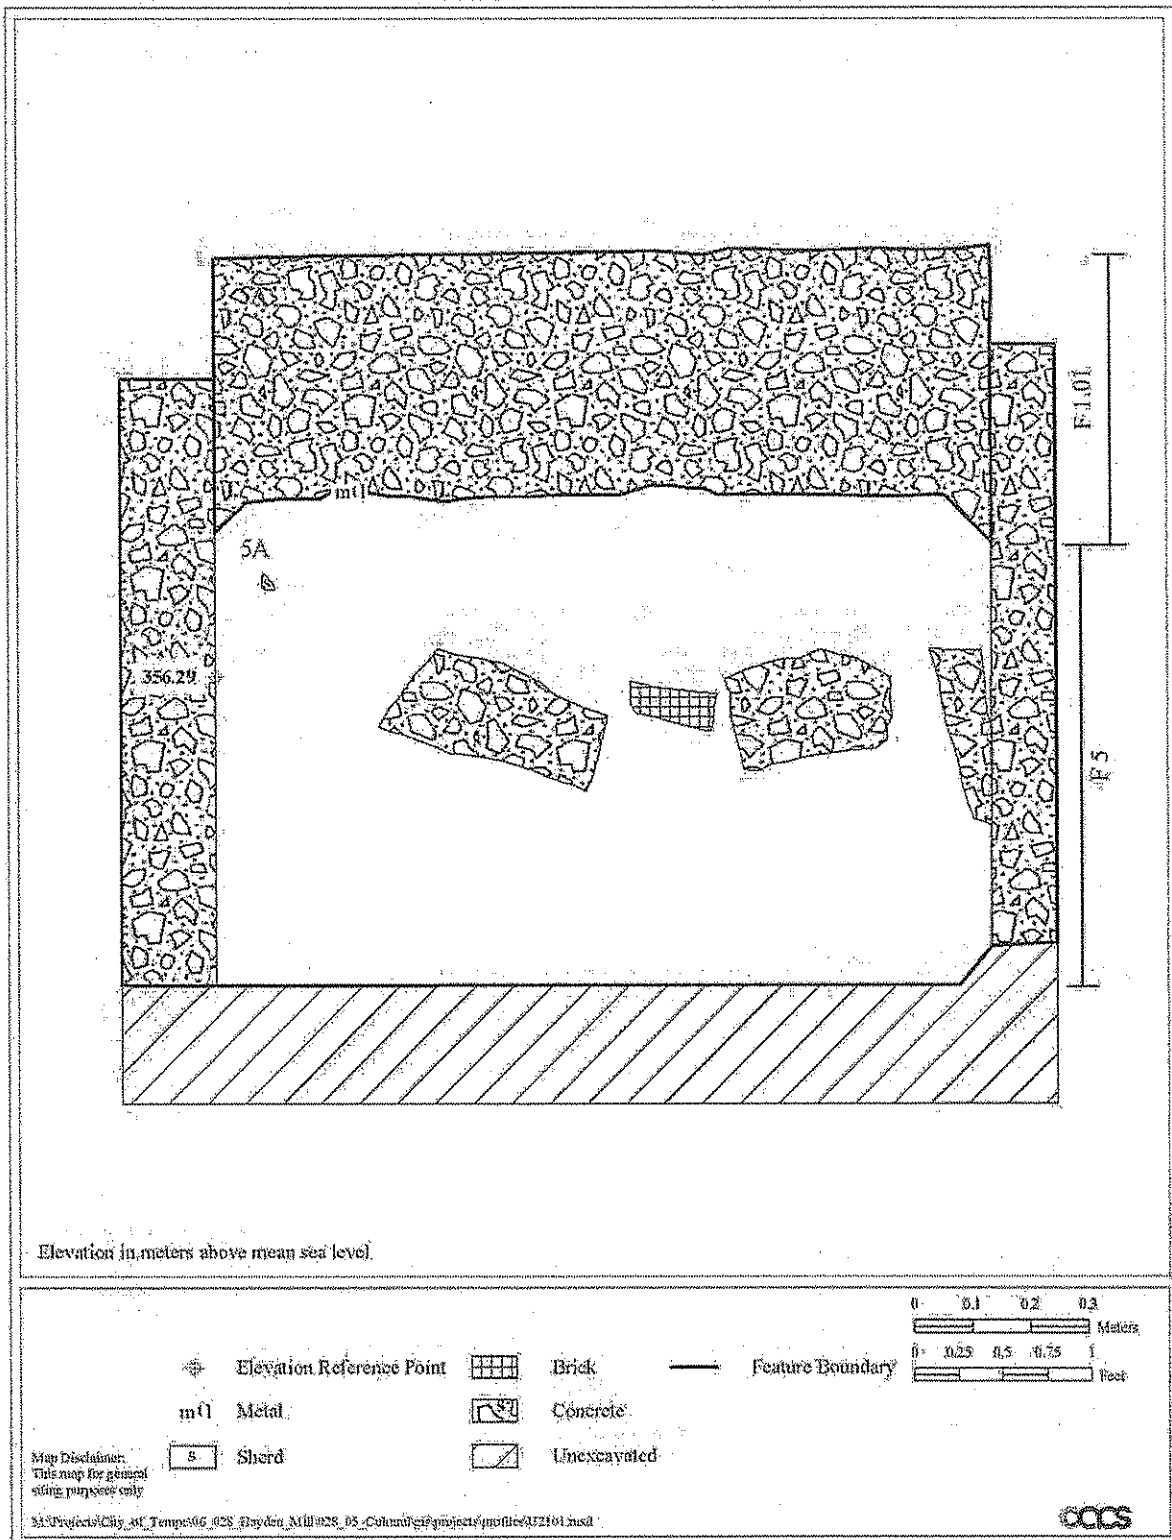 F1.01
m
5A
356.29
F 5
Elevation in meters above mean sea level.
0 0.1 0.2 0.3
Meters
0 0.25 0.5 0.75 1
Feet
Elevation Reference Point
Brick
Feature Boundary
m Metal
Concrete
S Sherd
Unexcavated
Map Disclaimer:
This map for general
siting purposes only